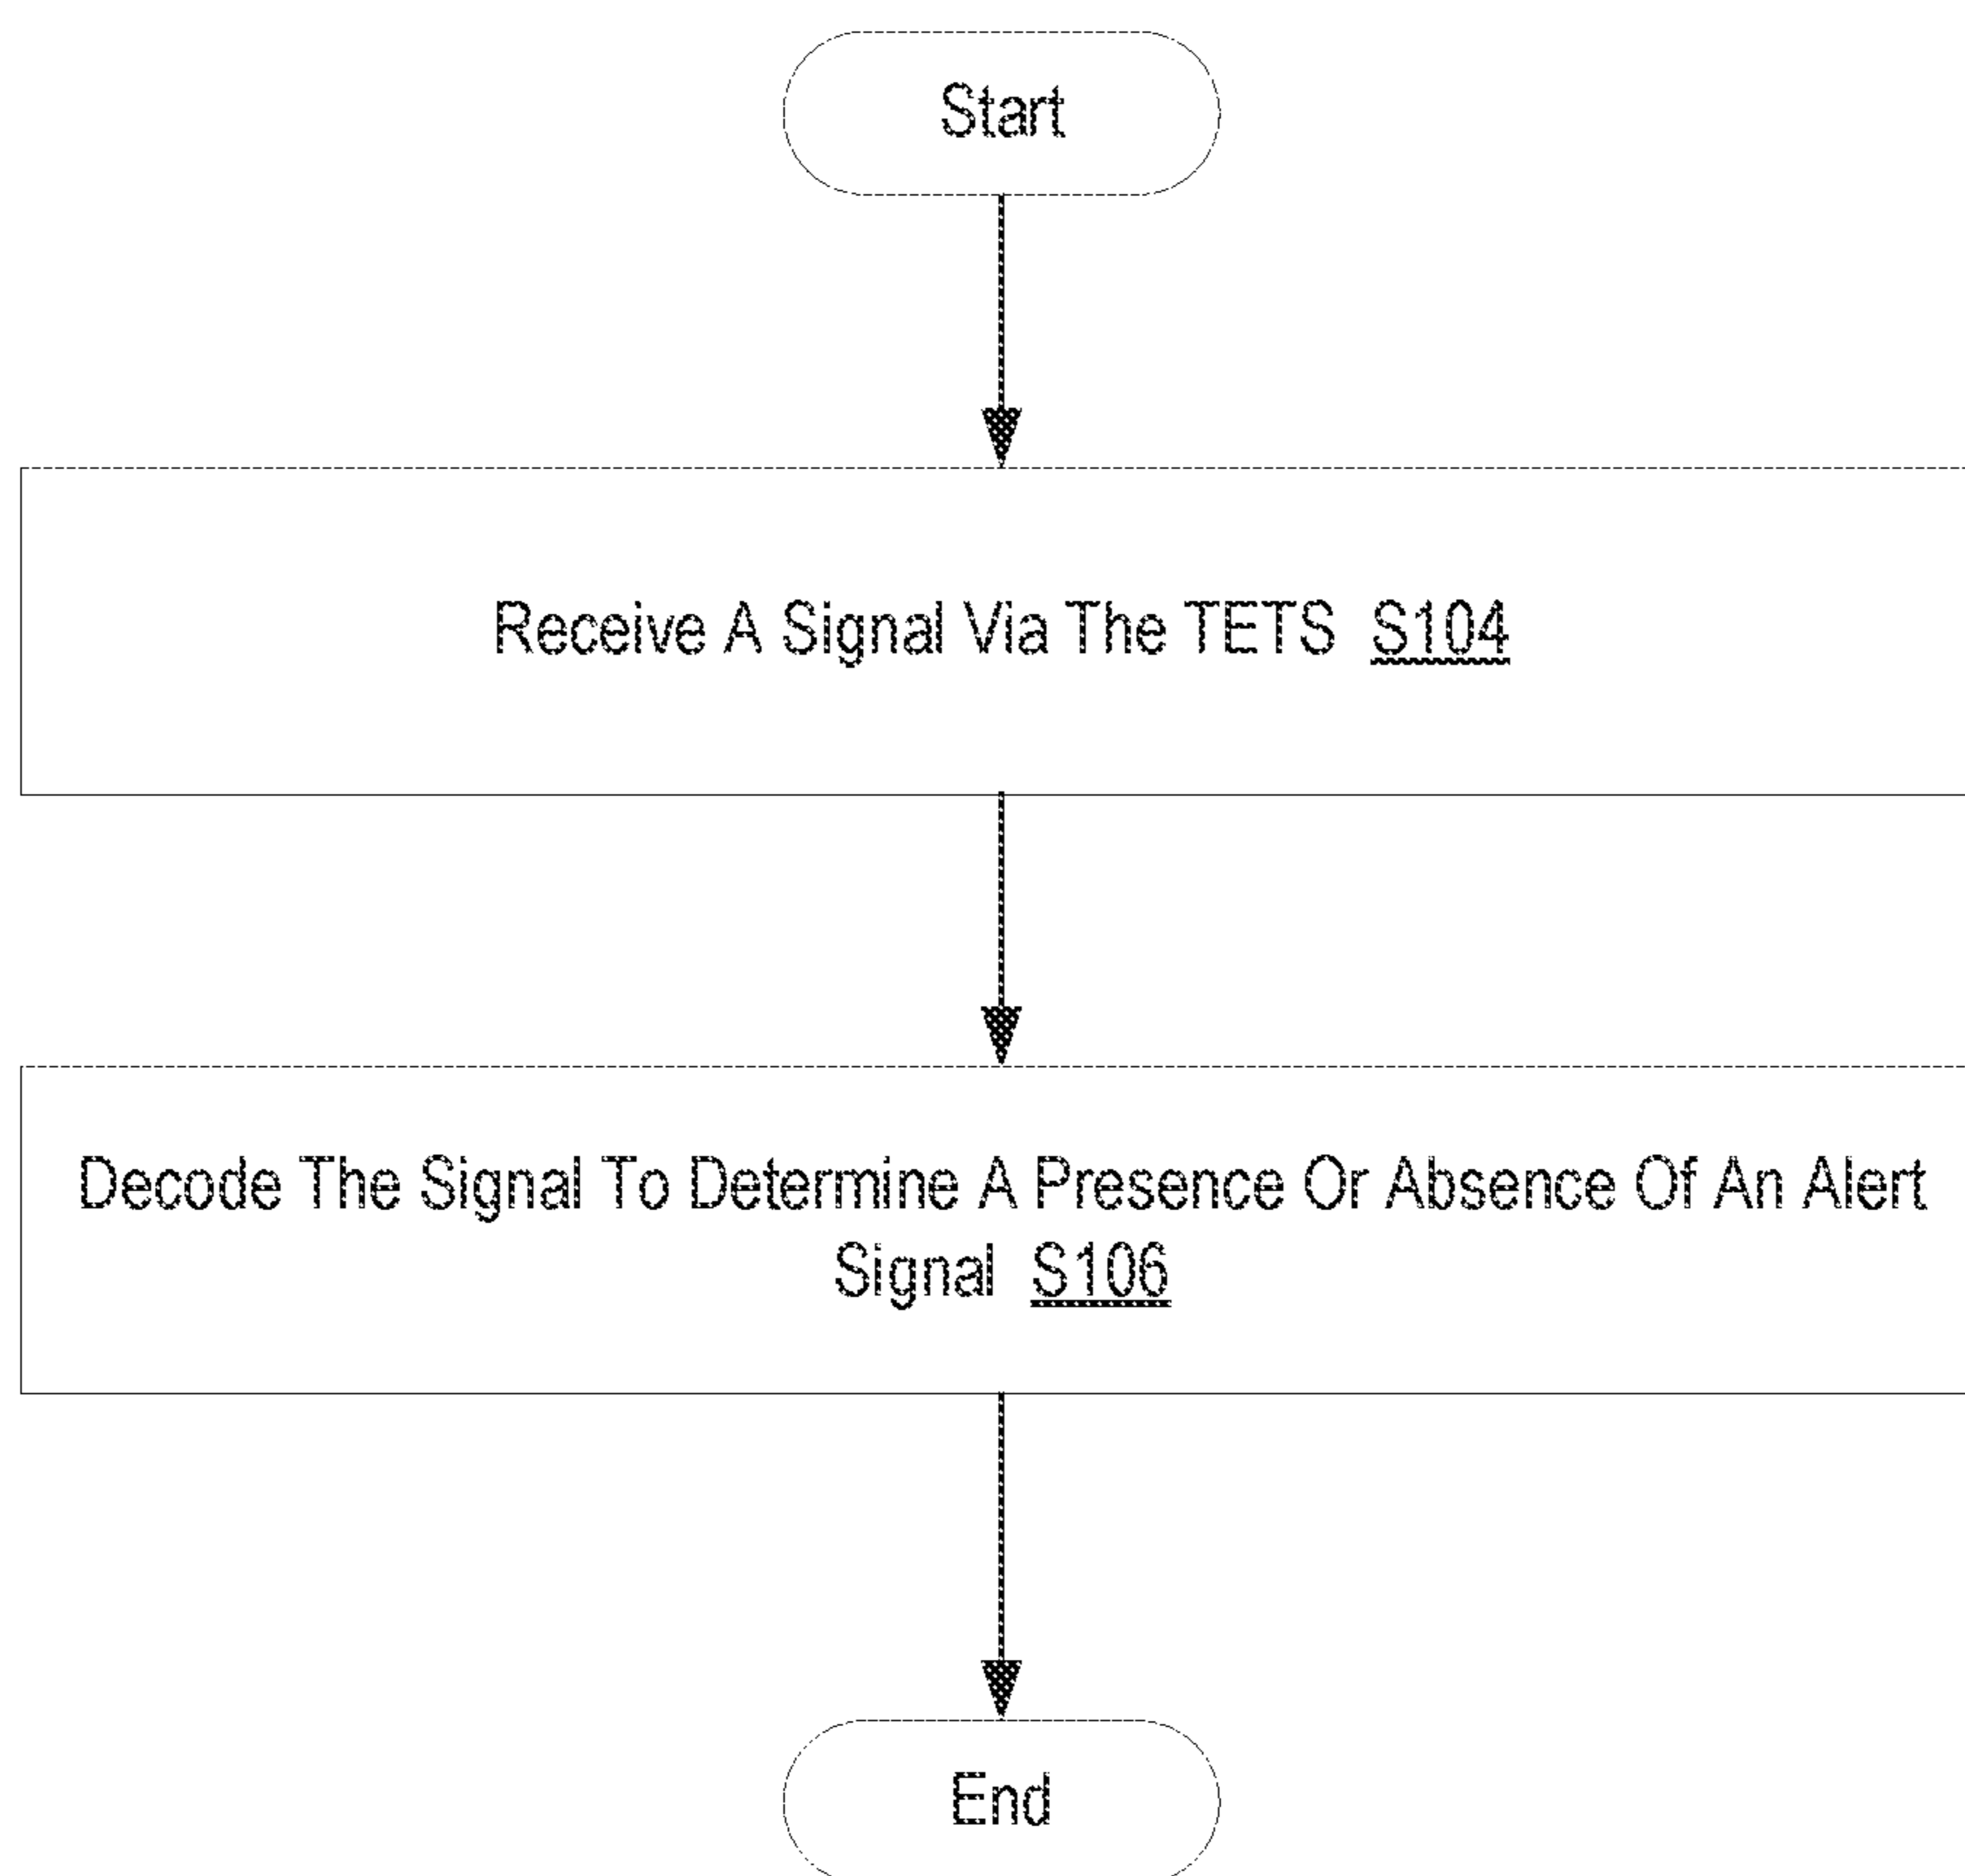 Start
Receive A Signal Via The TETS S104
Decode The Signal To Determine A Presence Or Absence Of An Alert
Signal S106
End